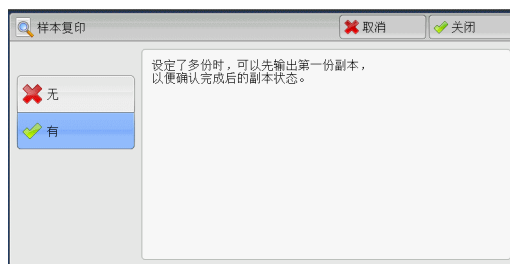 样本复印
取消
关闭
无
有
设定了多份时，可以先输出第一份副本，
以便确认完成后的副本状态。